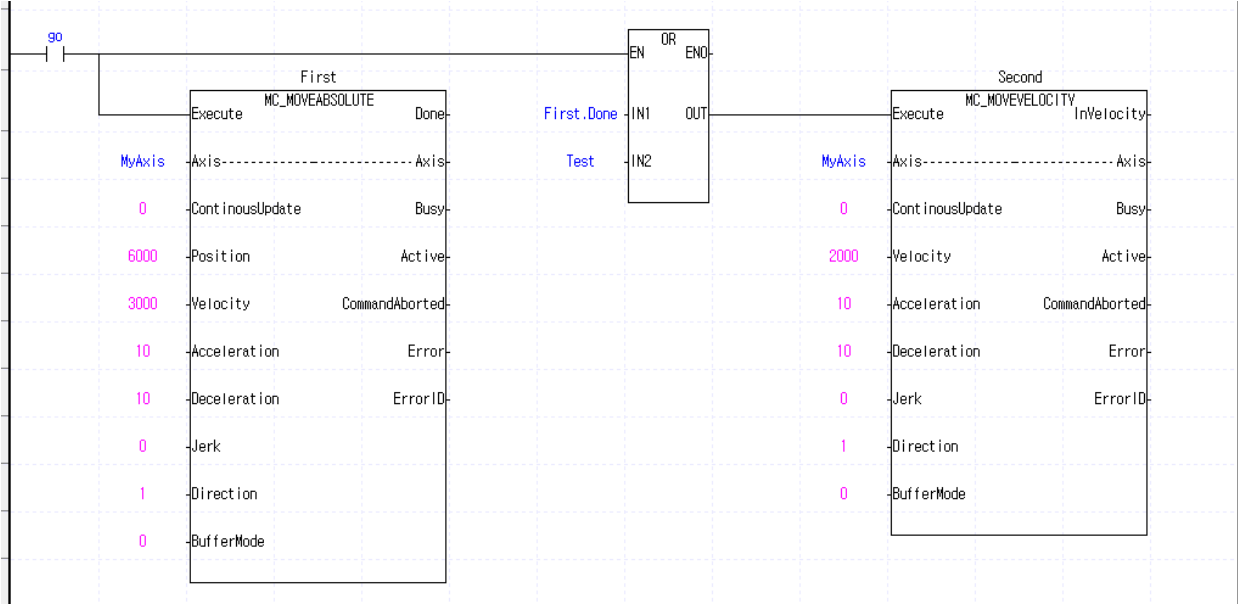 go
OR
EN ENO
First Second
MC_MOVEABSOLUTE MC_MOVEVELOCITY
Execute Done First.Done IN1 OUT Execute InVelocity
MyAxis Axis Axis Test IN2 MyAxis Axis Axis
0 ContinousUpdate Busy 0 ContinousUpdate Busy
6000 Position Active 2000 Velocity Active
3000 Velocity CommandAborted 10 Acceleration CommandAborted
10 Acceleration Error 10 Deceleration Error
10 Deceleration ErrorID 0 Jerk ErrorID
0 Jerk 1 Direction
1 Direction 0 BufferMode
0 BufferMode